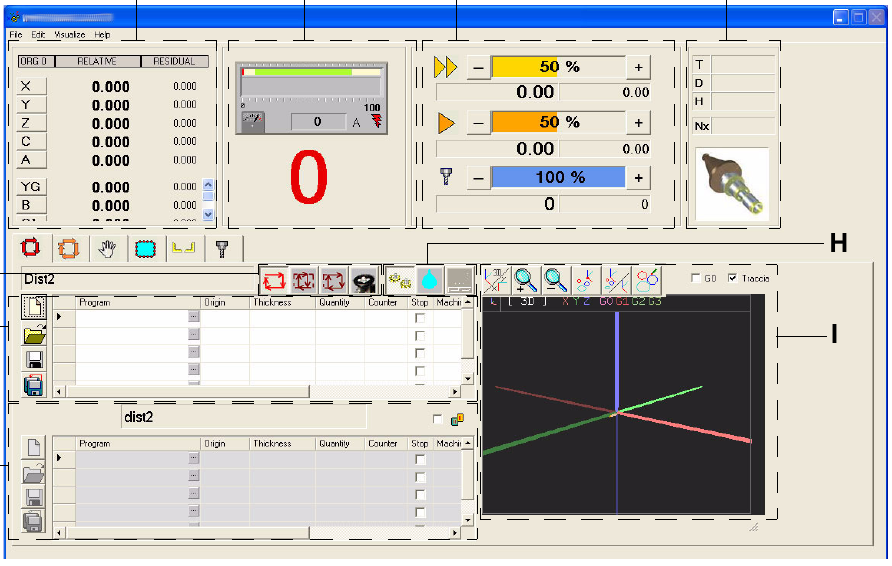 File Edit Visualize Help
ORG 0 RELATIVE RESIDUAL
X 0.000 0.000
Y 0.000 0.000
Z 0.000 0.000
C 0.000 0.000
A 0.000 0.000
YG 0.000 0.000
B 0.000 0.000
0 100
0 A
0
− 50 % +
0.00 0.00
− 50 % +
0.00 0.00
− 100 % +
0 0
T
D
H
Nx
H
Dist2
G0 Traccia
Program Origin Thickness Quantity Counter Stop Machin
[ 3D ] X Y Z G0 G1 G2 G3
I
dist2
Program Origin Thickness Quantity Counter Stop Machin